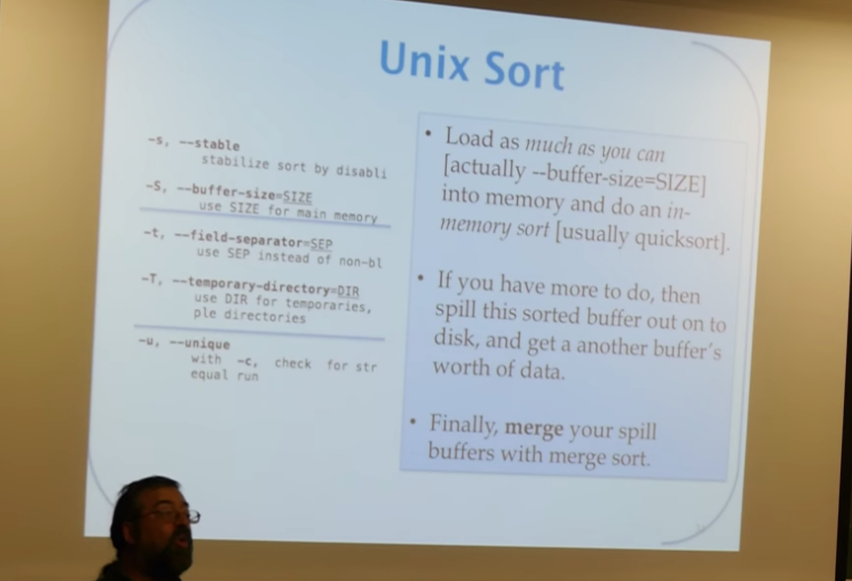 Unix Sort
-s, --stable
stabilize sort by disabli
-S, --buffer-size=SIZE
use SIZE for main memory
-t, --field-separator=SEP
use SEP instead of non-bl
-T, --temporary-directory=DIR
use DIR for temporaries,
ple directories
-u, --unique
with -c, check for str
equal run
• Load as much as you can
[actually --buffer-size=SIZE]
into memory and do an in-
memory sort [usually quicksort].
• If you have more to do, then
spill this sorted buffer out on to
disk, and get a another buffer's
worth of data.
• Finally, merge your spill
buffers with merge sort.